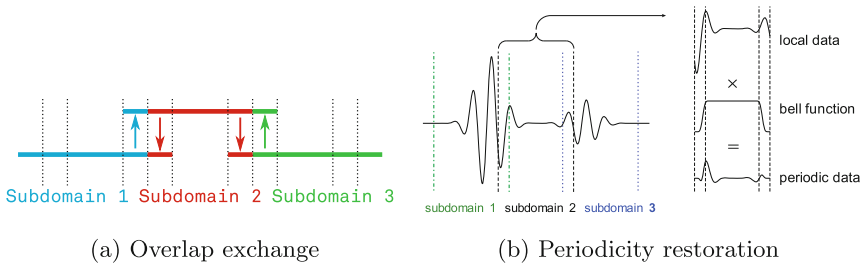 local data
×
bell function
=
periodic data
Subdomain 1 Subdomain 2 Subdomain 3
subdomain 1 subdomain 2 subdomain 3
(a) Overlap exchange
(b) Periodicity restoration